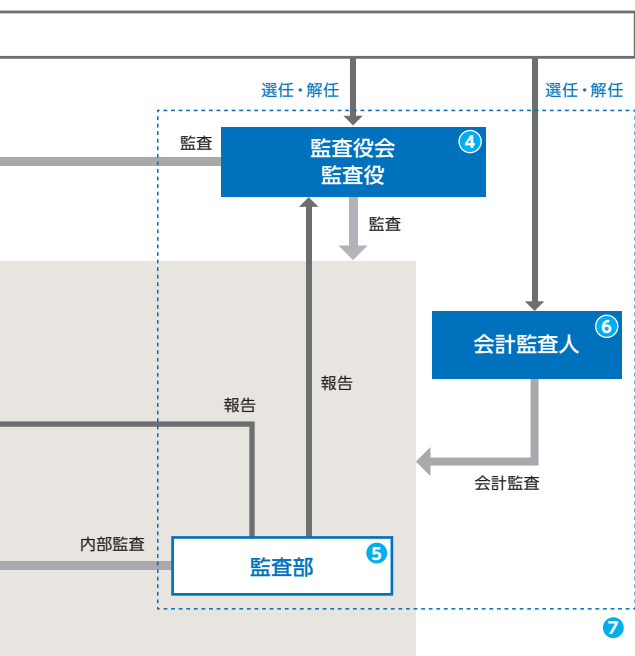 選任・解任
選任・解任
監査
監査役会
監査役
4
監査
会計監査人
6
報告
報告
会計監査
内部監査
監査部
5
7